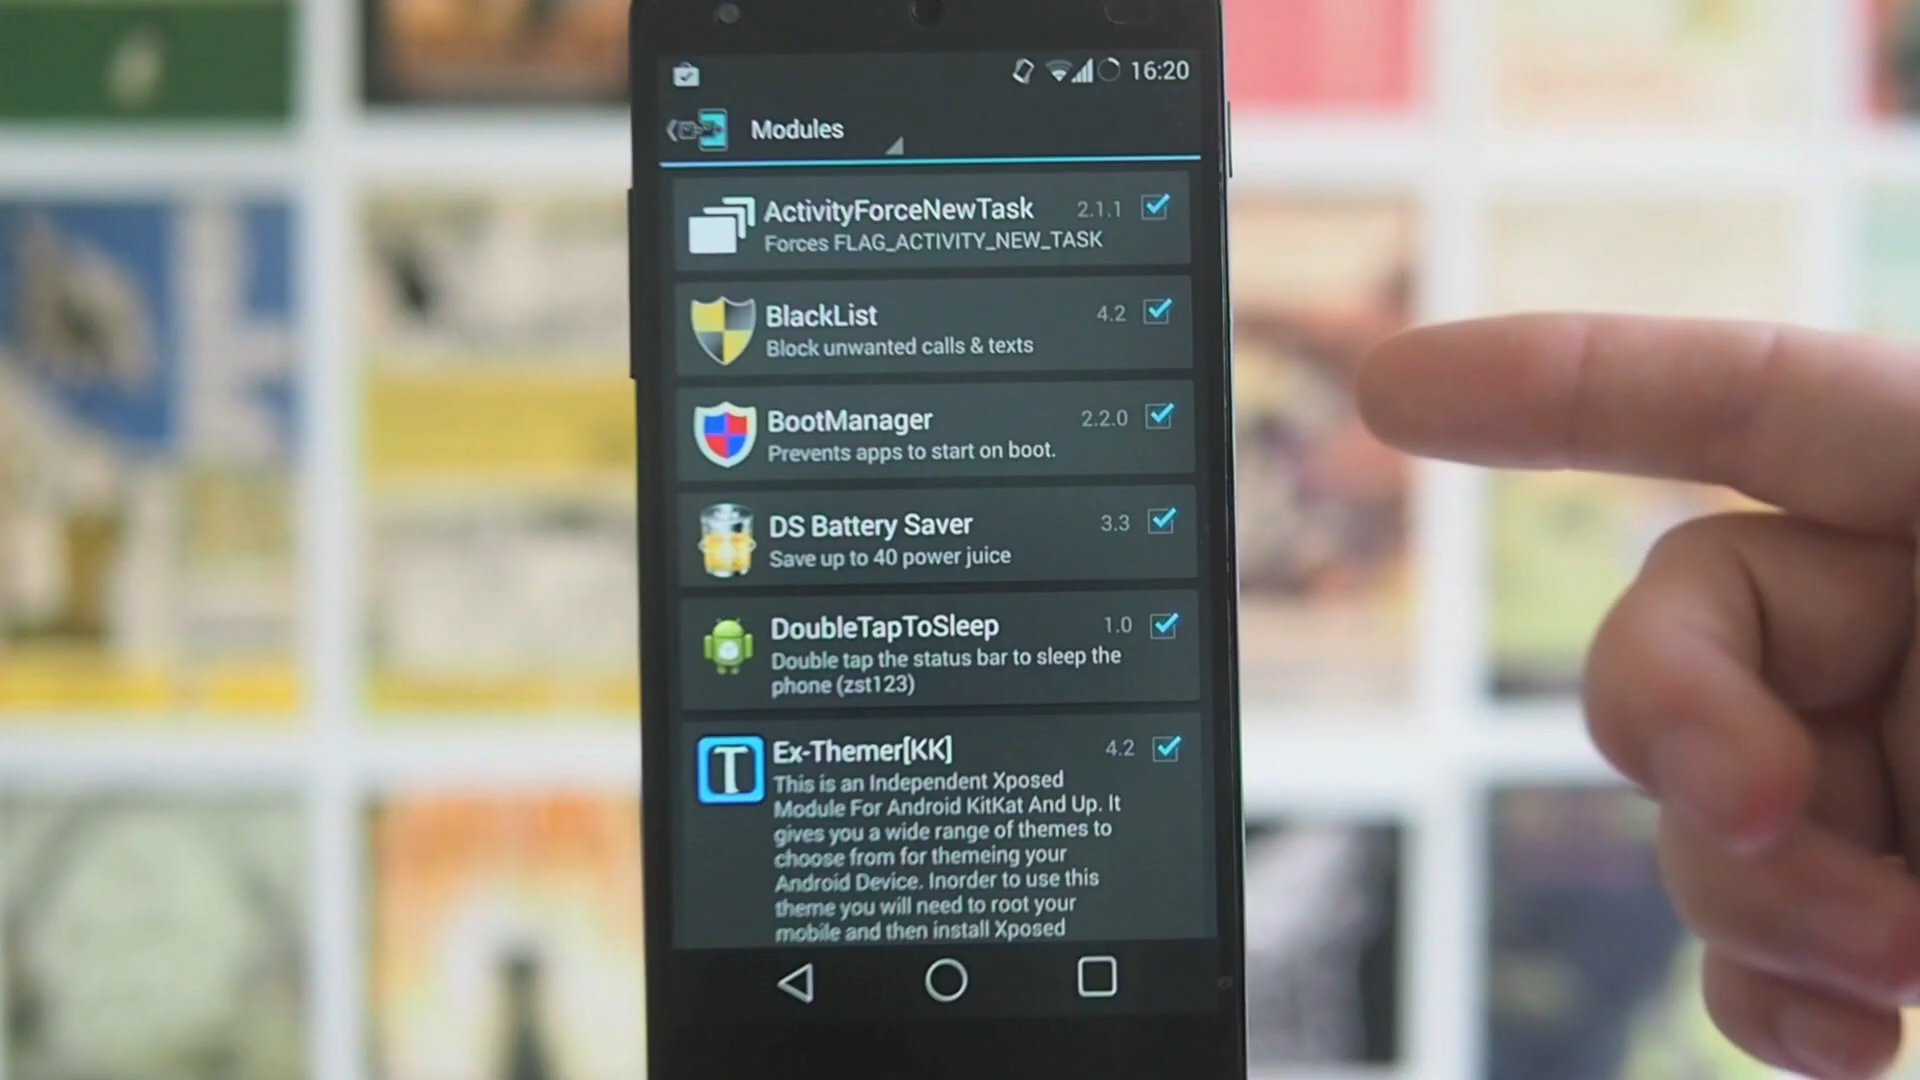 16:20
Modules
ActivityForceNewTask 2.1.1
Forces FLAG_ACTIVITY_NEW_TASK
BlackList 4.2
Block unwanted calls & texts
BootManager 2.2.0
Prevents apps to start on boot.
DS Battery Saver 3.3
Save up to 40 power juice
DoubleTapToSleep 1.0
Double tap the status bar to sleep the
phone (zst123)
Ex-Themer[KK] 4.2
This is an Independent Xposed
Module For Android KitKat And Up. It
gives you a wide range of themes to
choose from for themeing your
Android Device. Inorder to use this
theme you will need to root your
mobile and then install Xposed